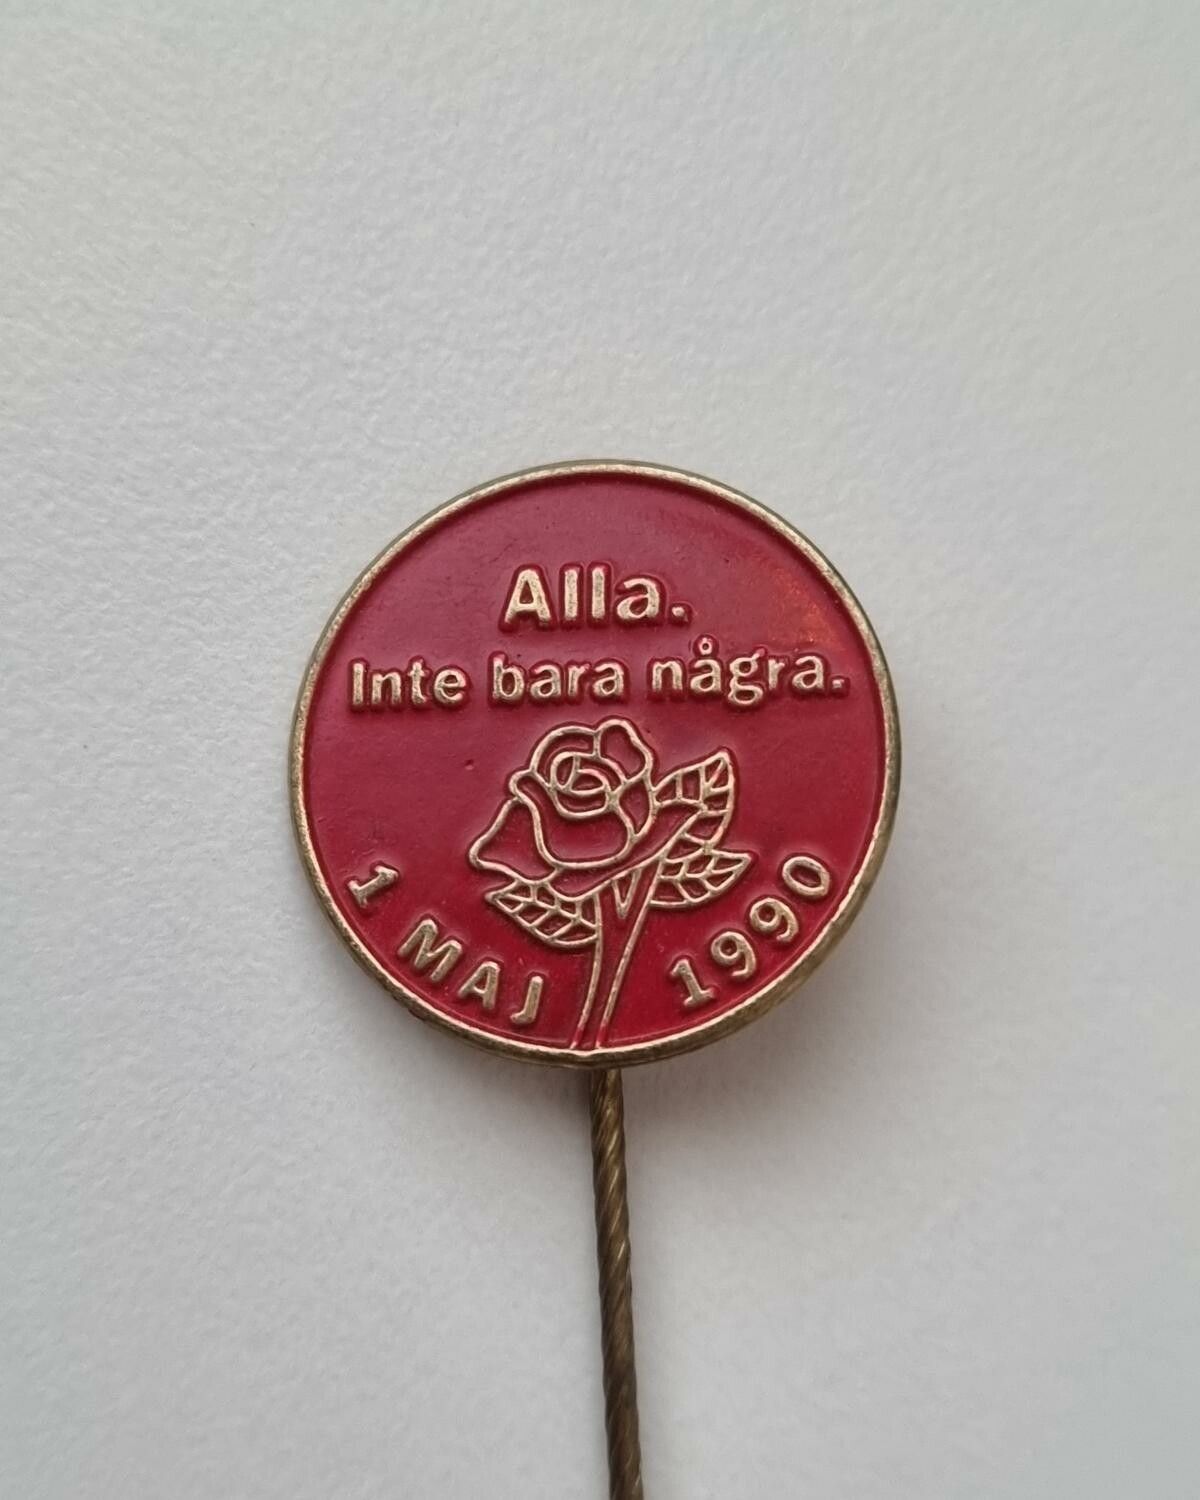 Alla.
Inte bara några.
1 MAJ 1990